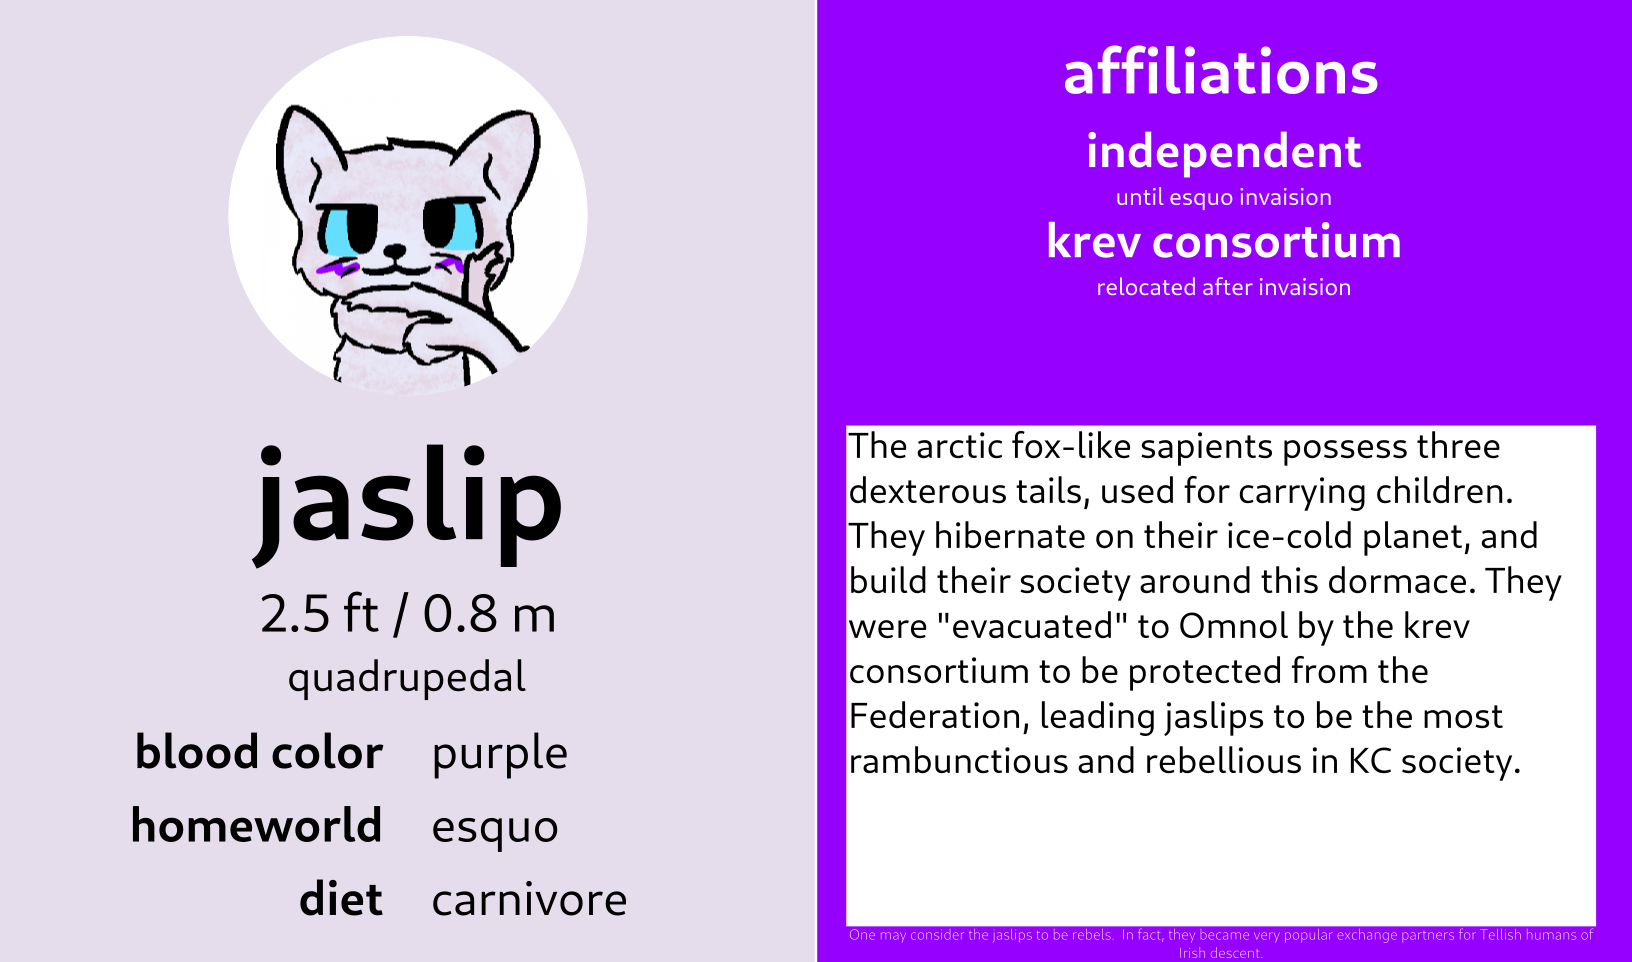 jaslip
2.5 ft / 0.8 m
quadrupedal
blood color purple
homeworld esquo
diet carnivore
affiliations
independent
until esquo invaision
krev consortium
relocated after invaision
The arctic fox-like sapients possess three
dexterous tails, used for carrying children.
They hibernate on their ice-cold planet, and
build their society around this dormace. They
were "evacuated" to Omnol by the krev
consortium to be protected from the
Federation, leading jaslips to be the most
rambunctious and rebellious in KC society.
One may consider the jaslips to be rebels. In fact, they became very popular exchange partners for Tellish humans of
Irish descent.